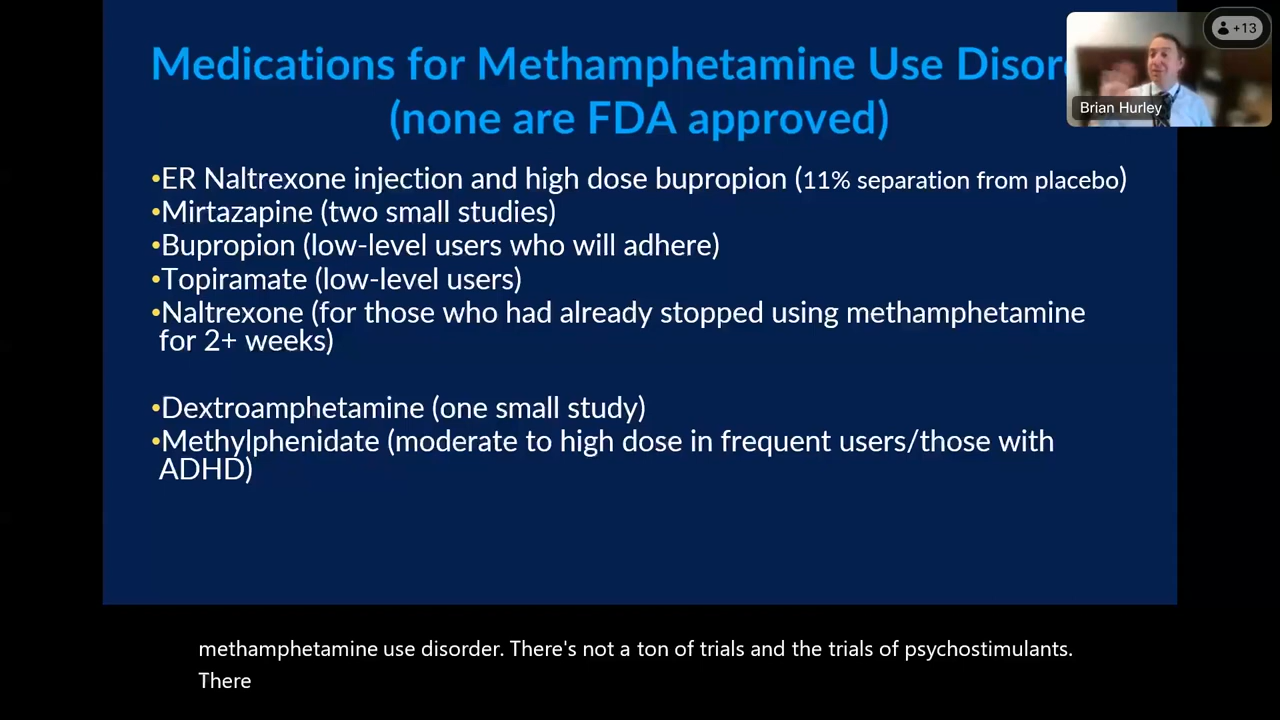 Medications for Methamphetamine Use Disor
(none are FDA approved)
+13
Brian Hurley
•ER Naltrexone injection and high dose bupropion (11% separation from placebo)
•Mirtazapine (two small studies)
•Bupropion (low-level users who will adhere)
•Topiramate (low-level users)
•Naltrexone (for those who had already stopped using methamphetamine
for 2+ weeks)
•Dextroamphetamine (one small study)
•Methylphenidate (moderate to high dose in frequent users/those with
ADHD)
methamphetamine use disorder. There's not a ton of trials and the trials of psychostimulants.
There